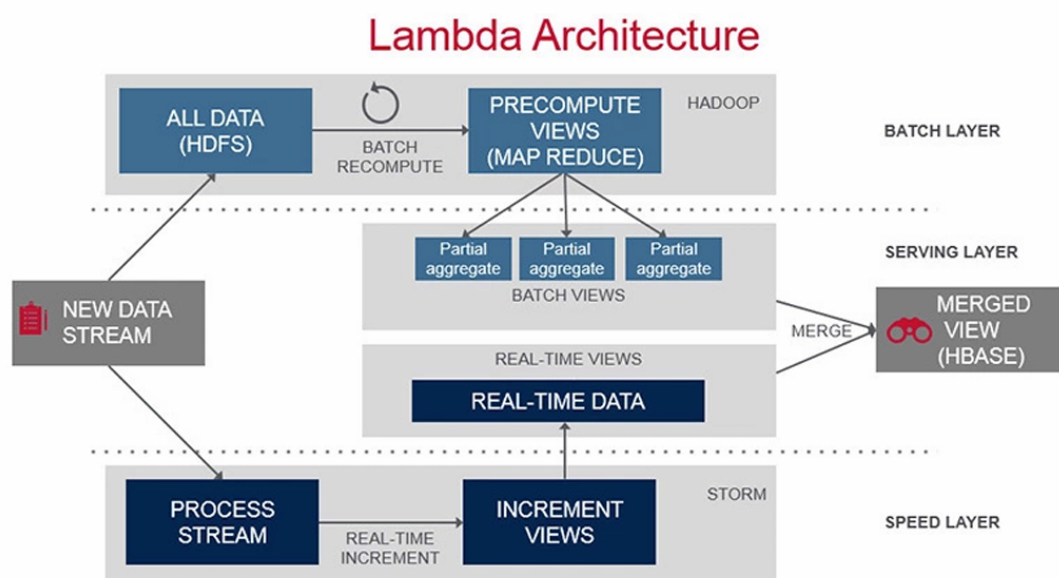 Lambda Architecture
ALL DATA
(HDFS)
BATCH
RECOMPUTE
PRECOMPUTE
VIEWS
(MAP REDUCE)
HADOOP
BATCH LAYER
Partial
aggregate
Partial
aggregate
Partial
aggregate
BATCH VIEWS
SERVING LAYER
NEW DATA
STREAM
MERGE
MERGED
VIEW
(HBASE)
REAL-TIME VIEWS
REAL-TIME DATA
PROCESS
STREAM
REAL-TIME
INCREMENT
INCREMENT
VIEWS
STORM
SPEED LAYER